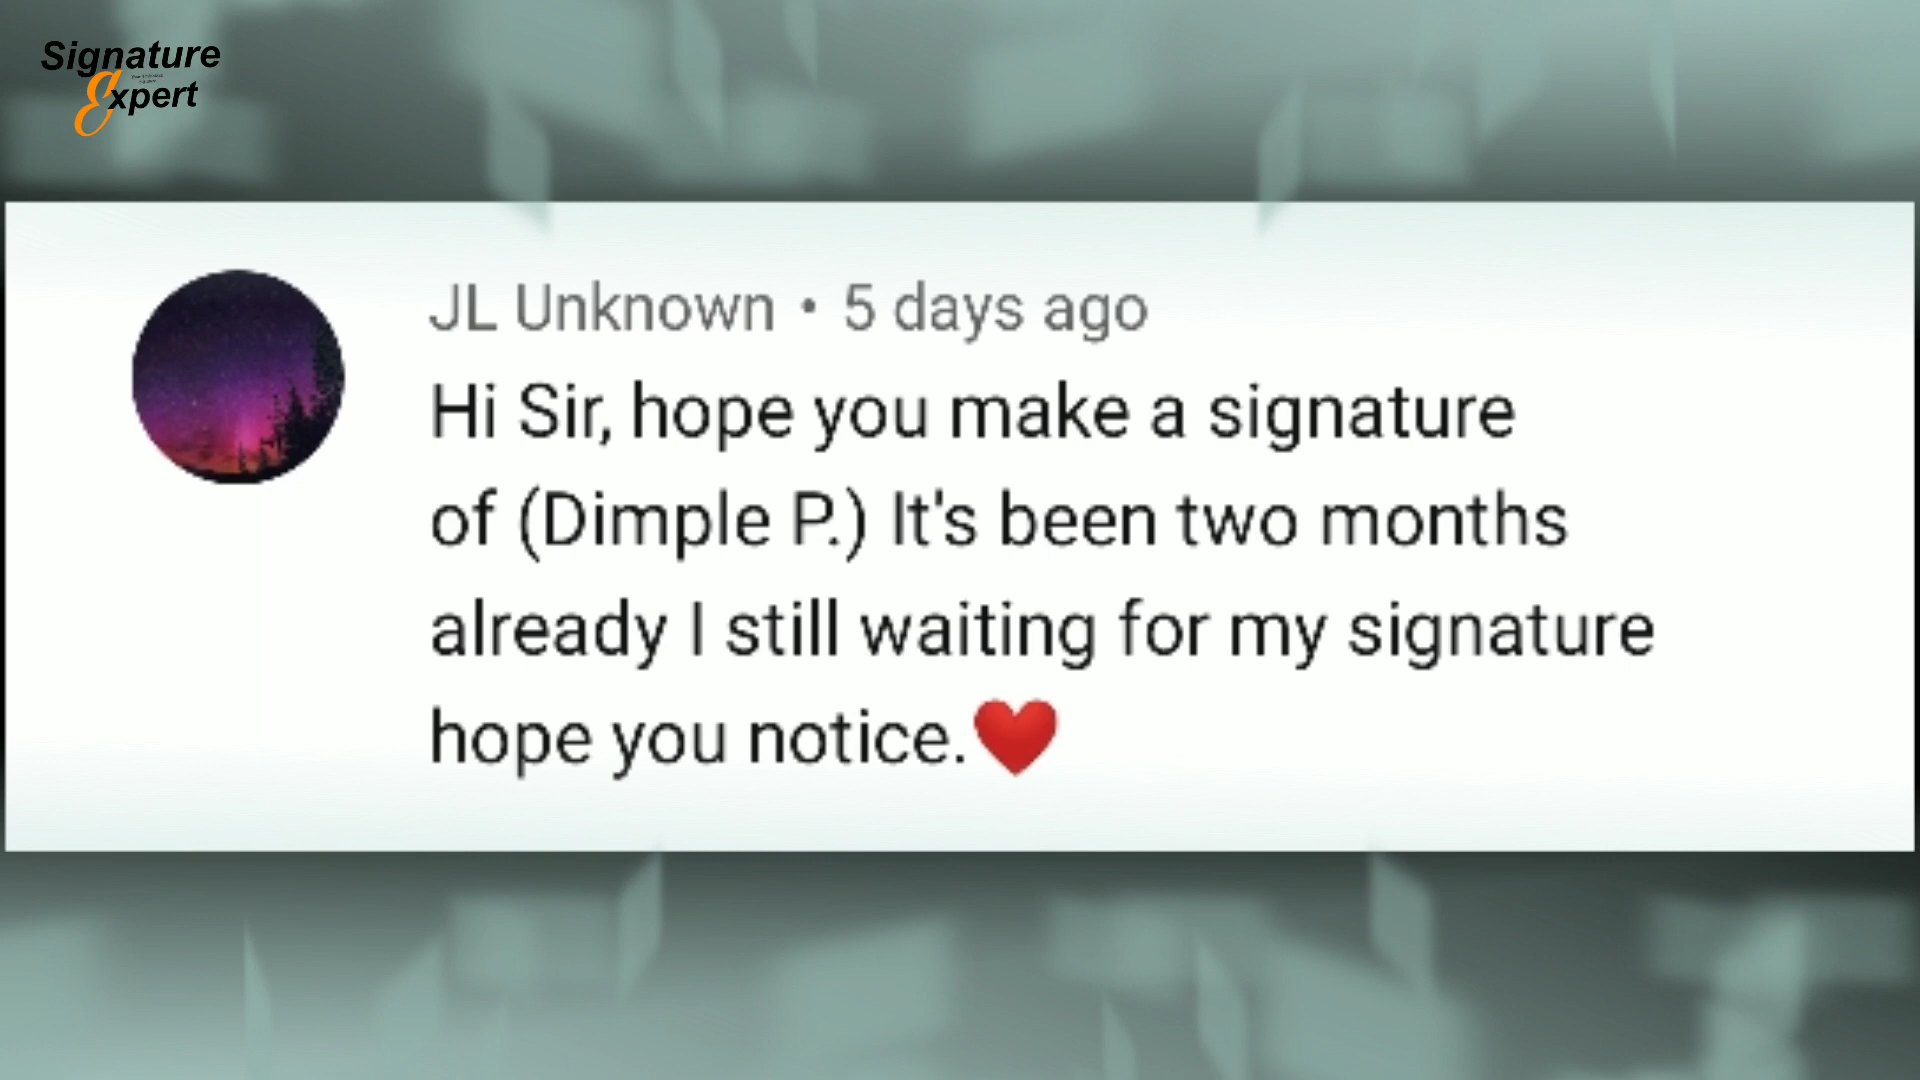 Signature
Expert
JL Unknown • 5 days ago
Hi Sir, hope you make a signature
of (Dimple P.) It's been two months
already I still waiting for my signature
hope you notice.❤️